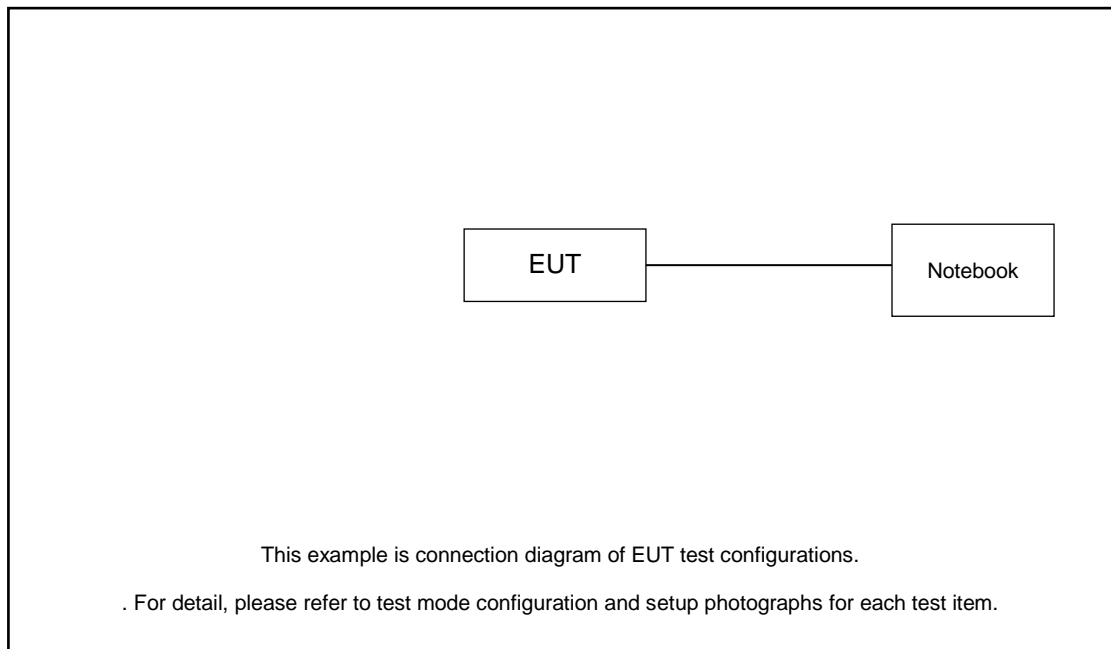 EUT
Notebook
This example is connection diagram of EUT test configurations.
. For detail, please refer to test mode configuration and setup photographs for each test item.